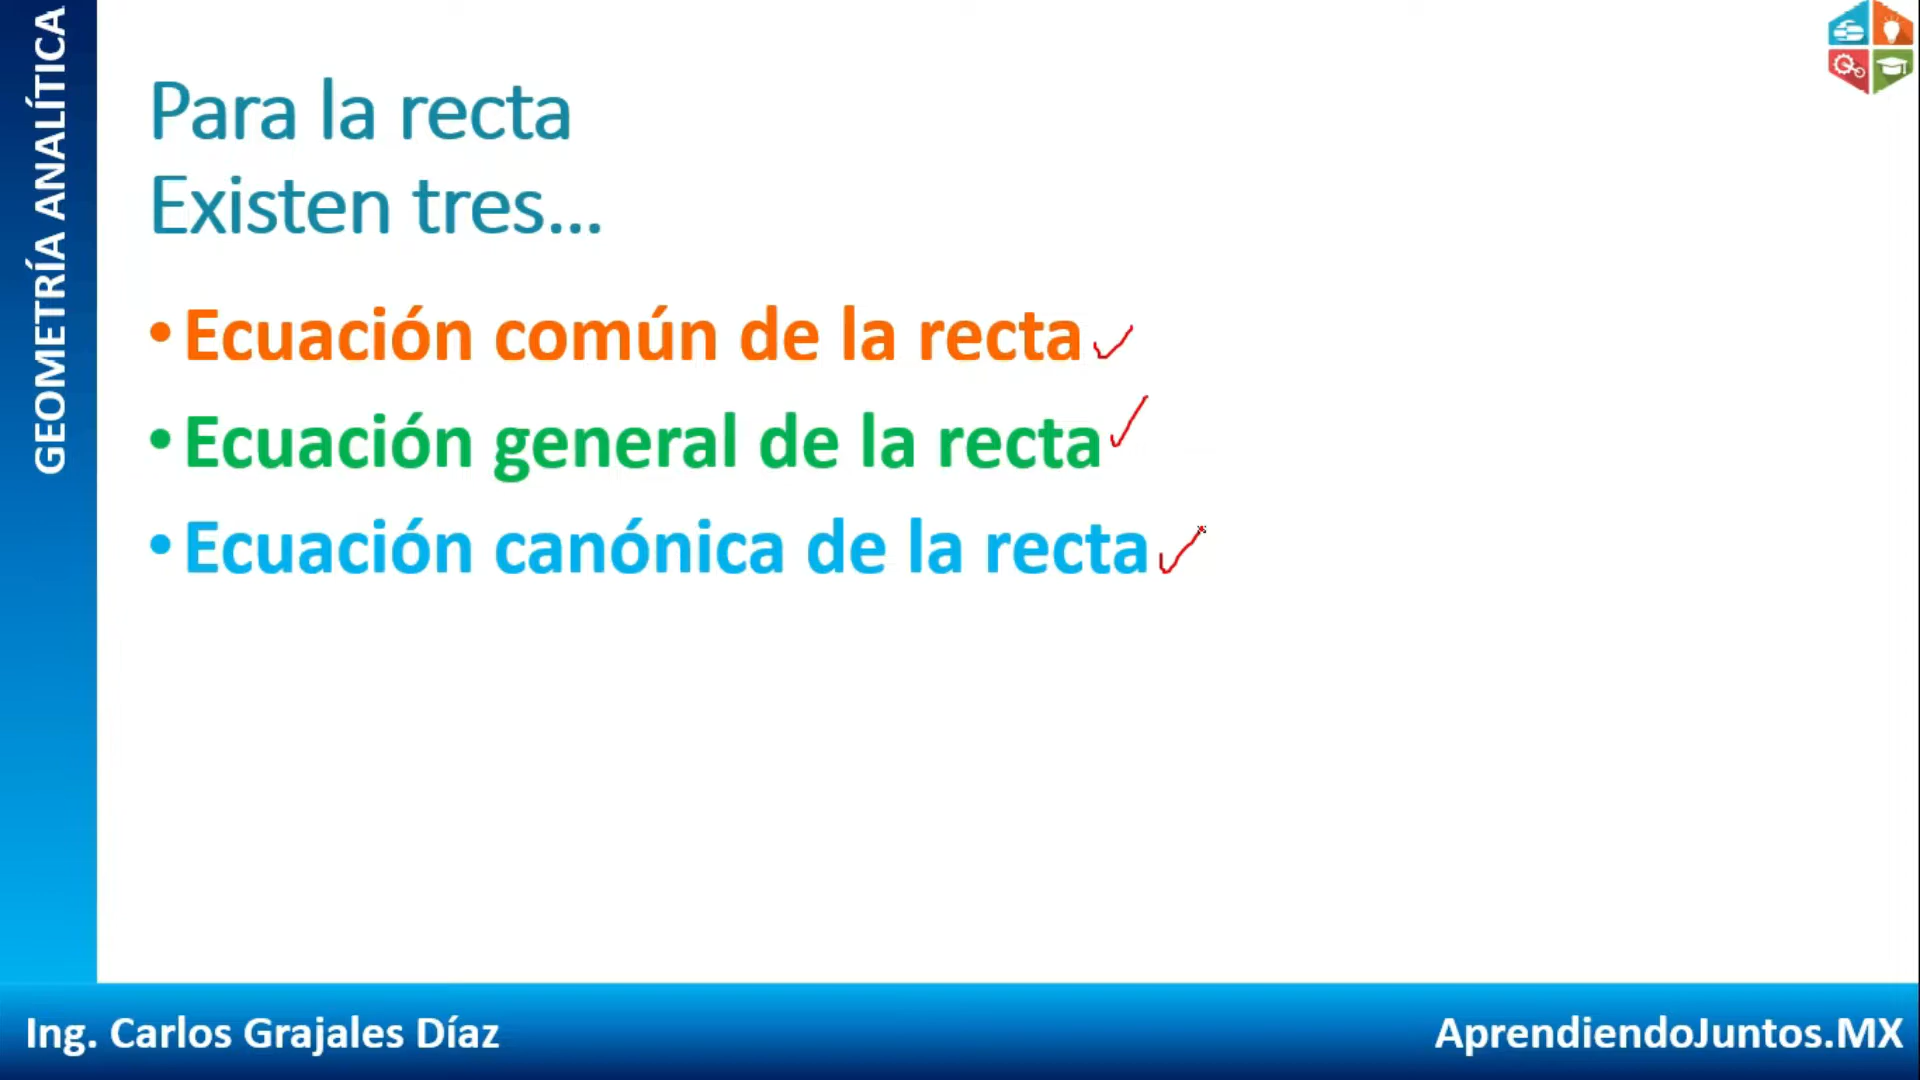 GEOMETRÍA ANALÍTICA
Para la recta
Existen tres...
• Ecuación común de la recta
• Ecuación general de la recta
• Ecuación canónica de la recta
Ing. Carlos Grajales Díaz
AprendiendoJuntos.MX